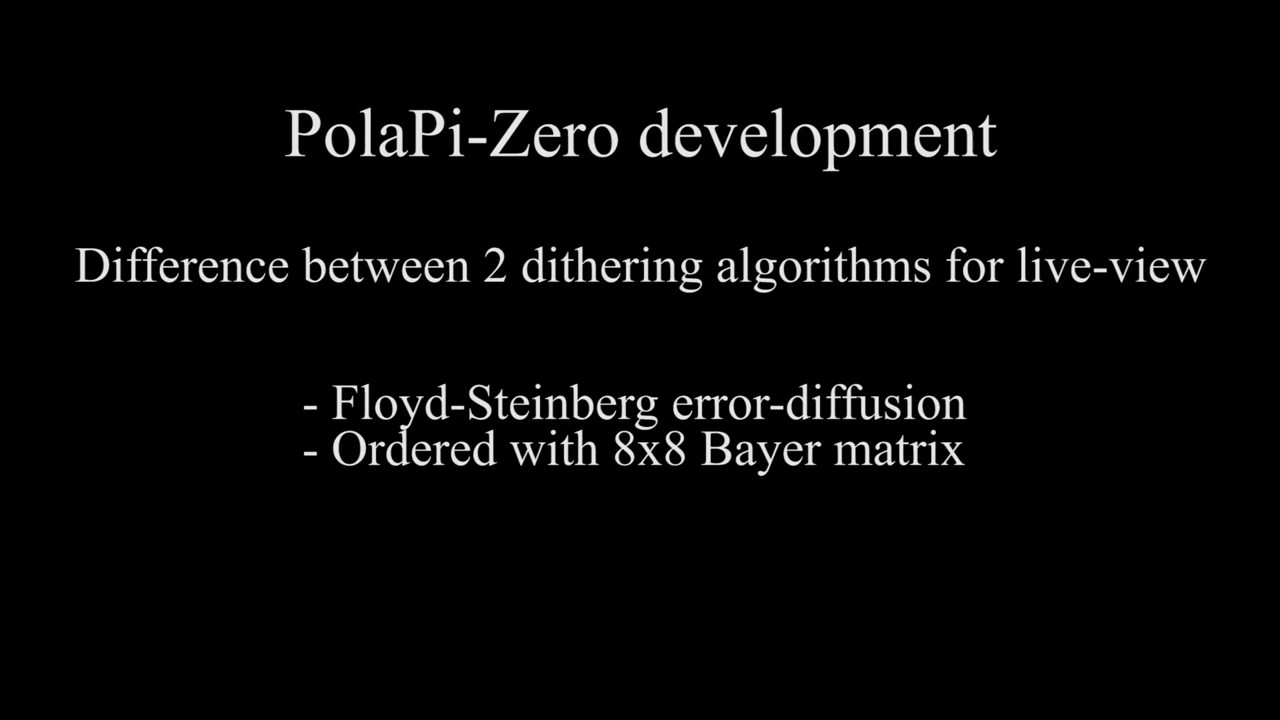 PolaPi-Zero development
Difference between 2 dithering algorithms for live-view
- Floyd-Steinberg error-diffusion
- Ordered with 8x8 Bayer matrix